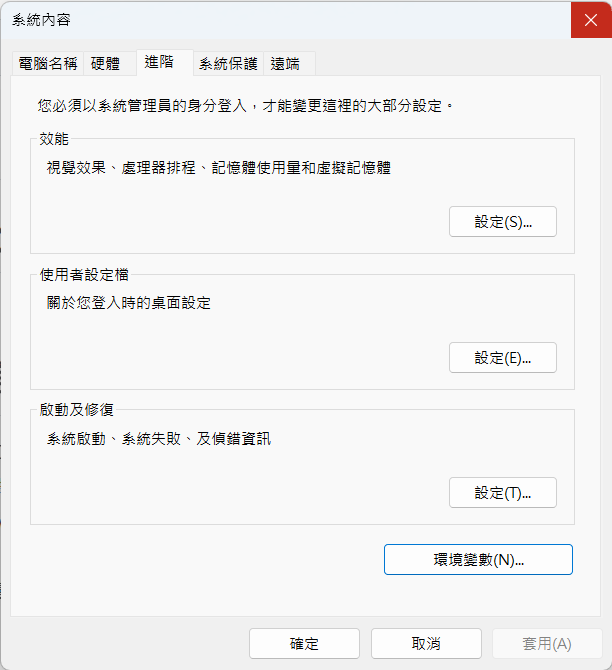 系統內容
電腦名稱 硬體 進階 系統保護 遠端
您必須以系統管理員的身分登入，才能變更這裡的大部分設定。
效能
視覺效果、處理器排程、記憶體使用量和虛擬記憶體
設定(S)...
使用者設定檔
關於您登入時的桌面設定
設定(E)...
啟動及修復
系統啟動、系統失敗、及偵錯資訊
設定(T)...
環境變數(N)...
確定 取消 套用(A)